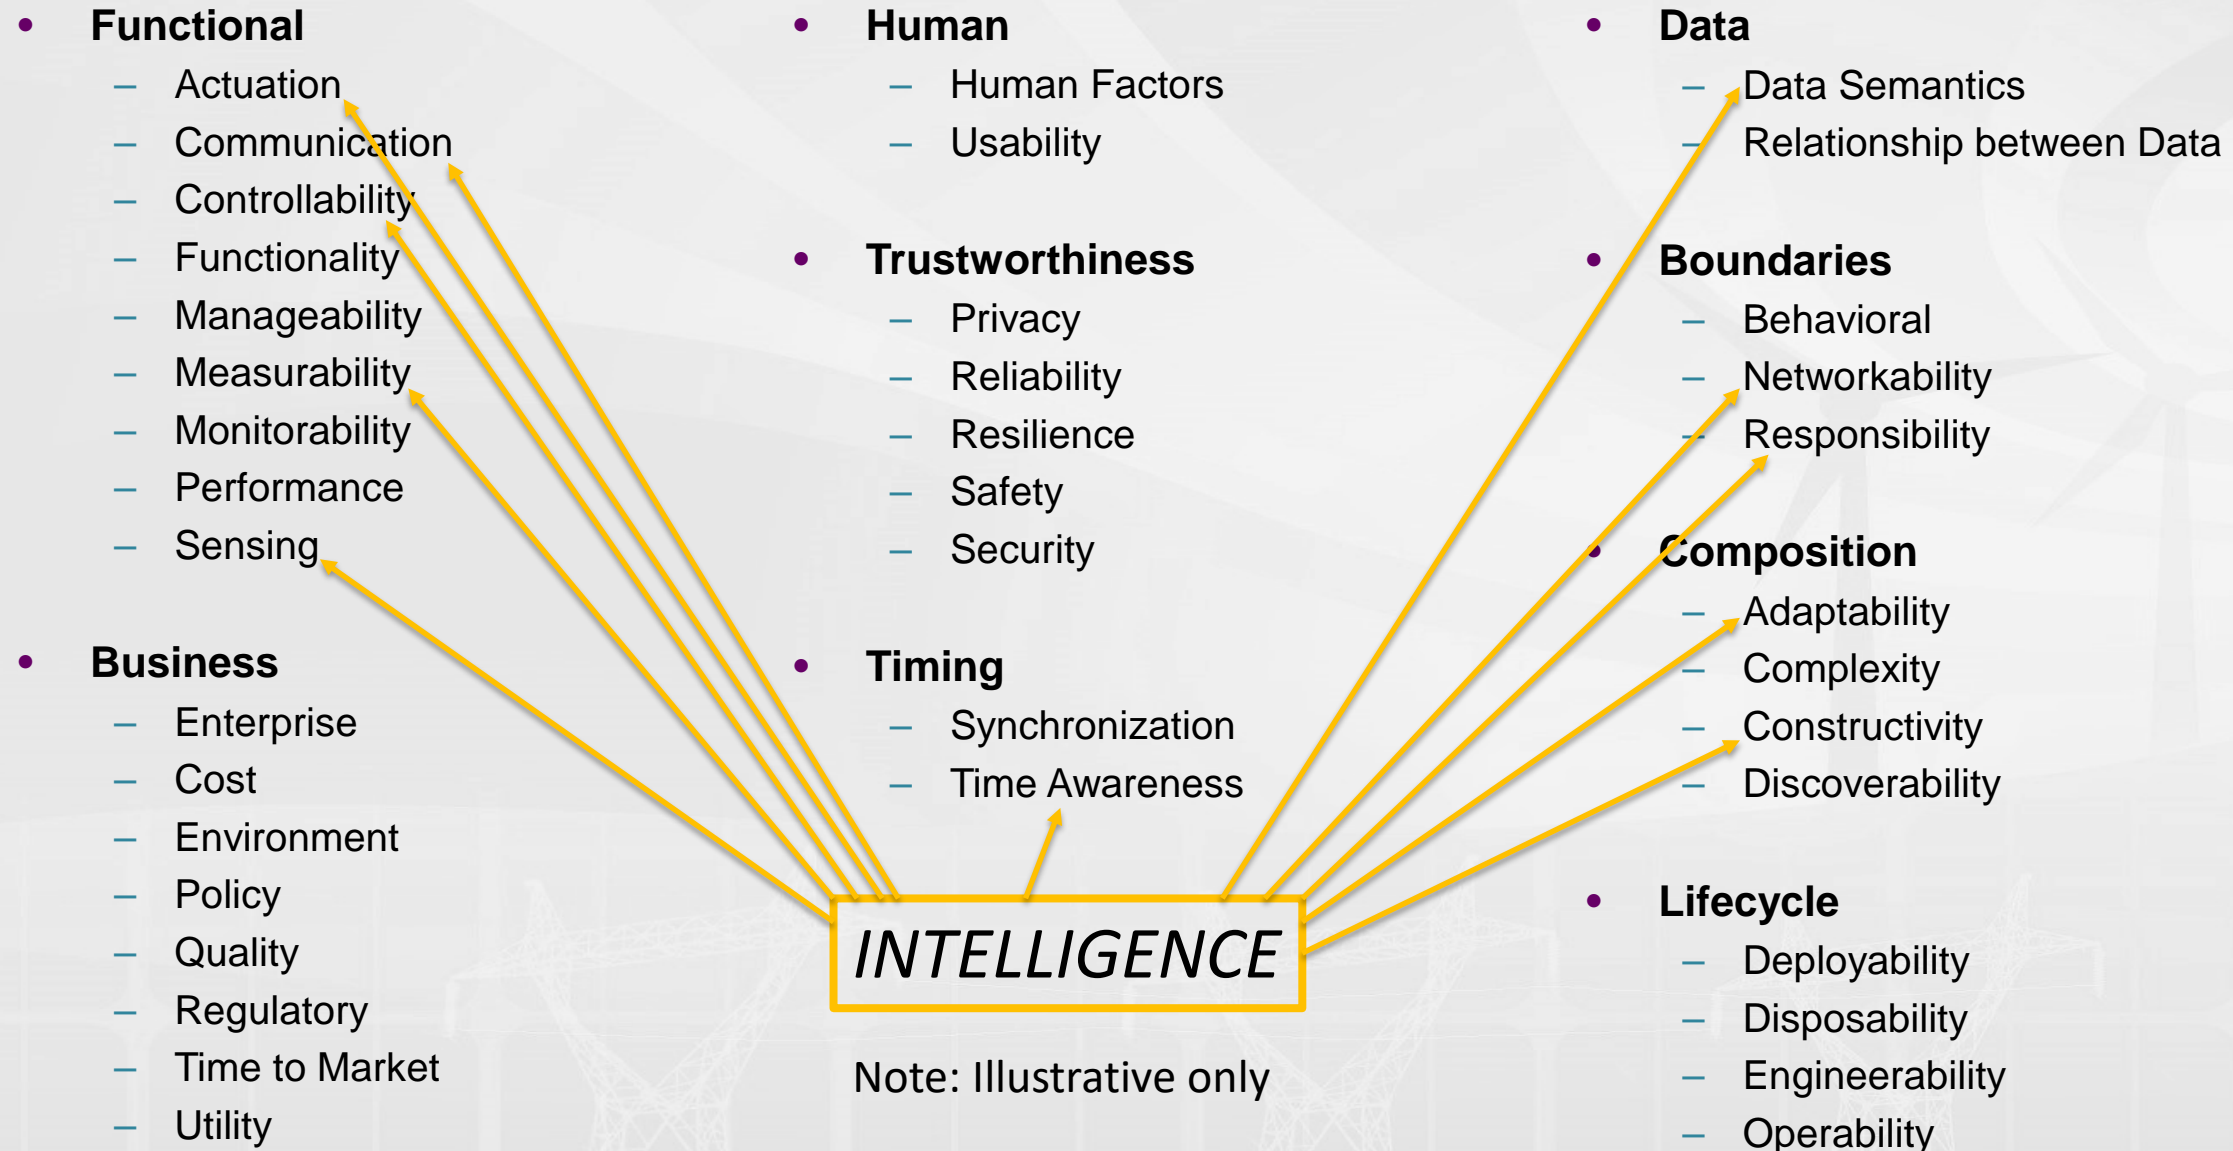 • Functional
– Actuation
– Communication
– Controllability
– Functionality
– Manageability
– Measurability
– Monitorability
– Performance
– Sensing
• Business
– Enterprise
– Cost
– Environment
– Policy
– Quality
– Regulatory
– Time to Market
– Utility
• Human
– Human Factors
– Usability
• Trustworthiness
– Privacy
– Reliability
– Resilience
– Safety
– Security
• Timing
– Synchronization
– Time Awareness
INTELLIGENCE
Note: Illustrative only
• Data
– Data Semantics
– Relationship between Data
• Boundaries
– Behavioral
– Networkability
– Responsibility
• Composition
– Adaptability
– Complexity
– Constructivity
– Discoverability
• Lifecycle
– Deployability
– Disposability
– Engineerability
– Operability